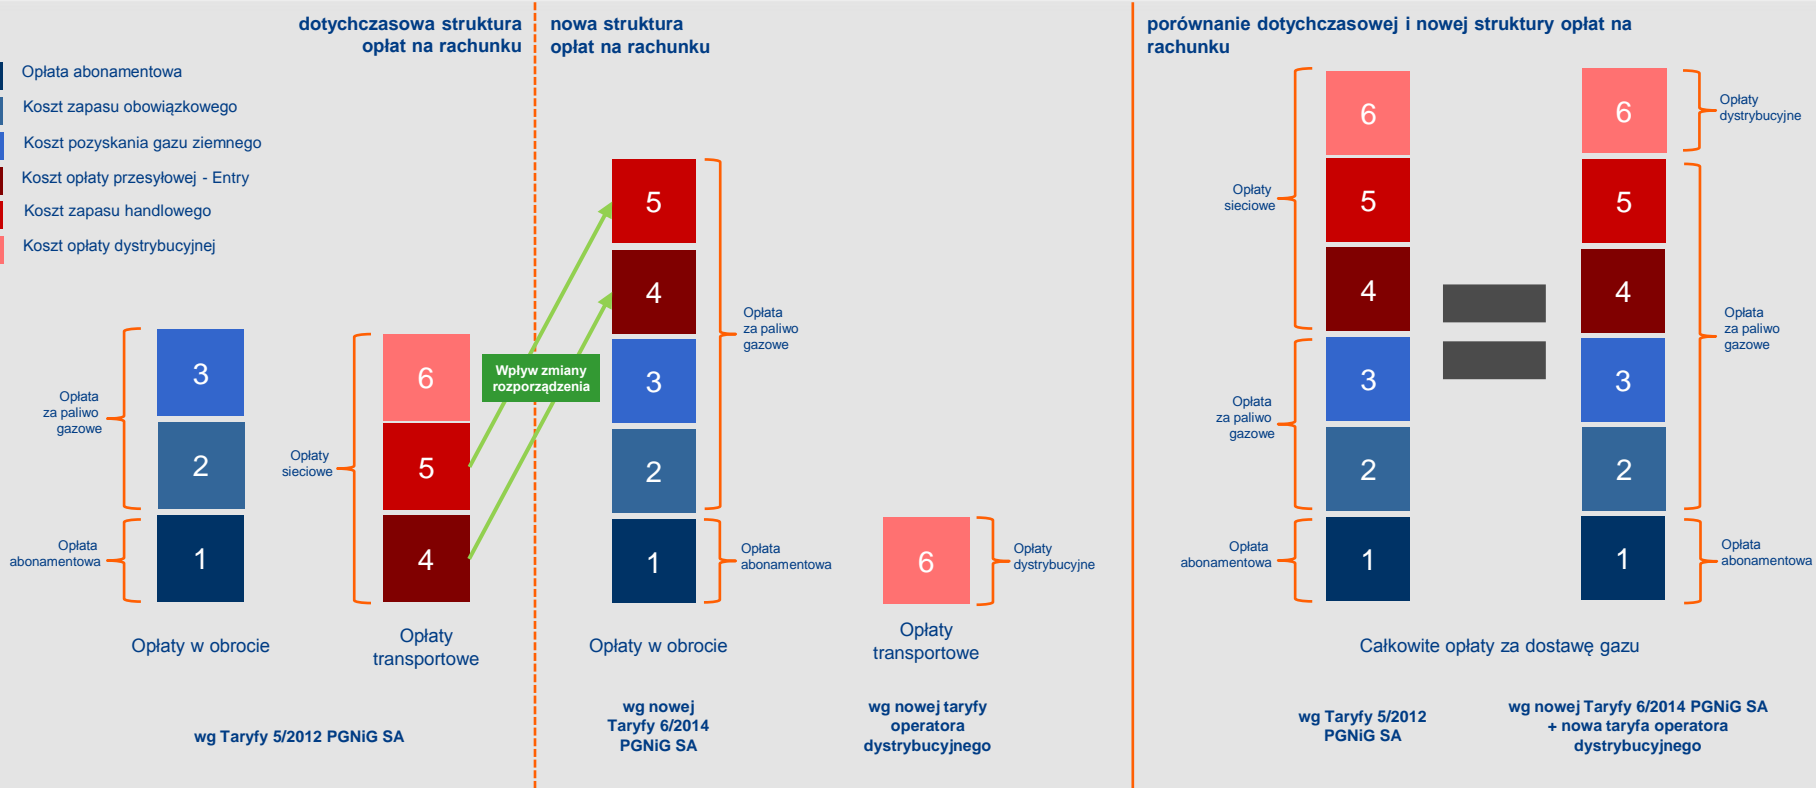 dotychczasowa struktura
opłat na rachunku
nowa struktura
opłat na rachunku
porównanie dotychczasowej i nowej struktury opłat na
rachunku
Opłata abonamentowa
Koszt zapasu obowiązkowego
Koszt pozyskania gazu ziemnego
Koszt opłaty przesyłowej - Entry
Koszt zapasu handlowego
Koszt opłaty dystrybucyjnej
Opłata
za paliwo
gazowe
Opłata
abonamentowa
3
2
1
Opłaty w obrocie
Opłaty
sieciowe
6
5
4
Opłaty
transportowe
wg Taryfy 5/2012 PGNiG SA
Wpływ zmiany
rozporządzenia
5
4
3
2
1
Opłata
za paliwo
gazowe
Opłata
abonamentowa
Opłaty w obrocie
wg nowej
Taryfy 6/2014
PGNiG SA
6
Opłaty
dystrybucyjne
Opłaty
transportowe
wg nowej taryfy
operatora
dystrybucyjnego
Opłaty
sieciowe
Opłata
za paliwo
gazowe
Opłata
abonamentowa
6
5
4
3
2
1
6
5
4
3
2
1
Opłaty
dystrybucyjne
Opłata
za paliwo
gazowe
Opłata
abonamentowa
Całkowite opłaty za dostawę gazu
wg Taryfy 5/2012
PGNiG SA
wg nowej Taryfy 6/2014 PGNiG SA
+ nowa taryfa operatora
dystrybucyjnego